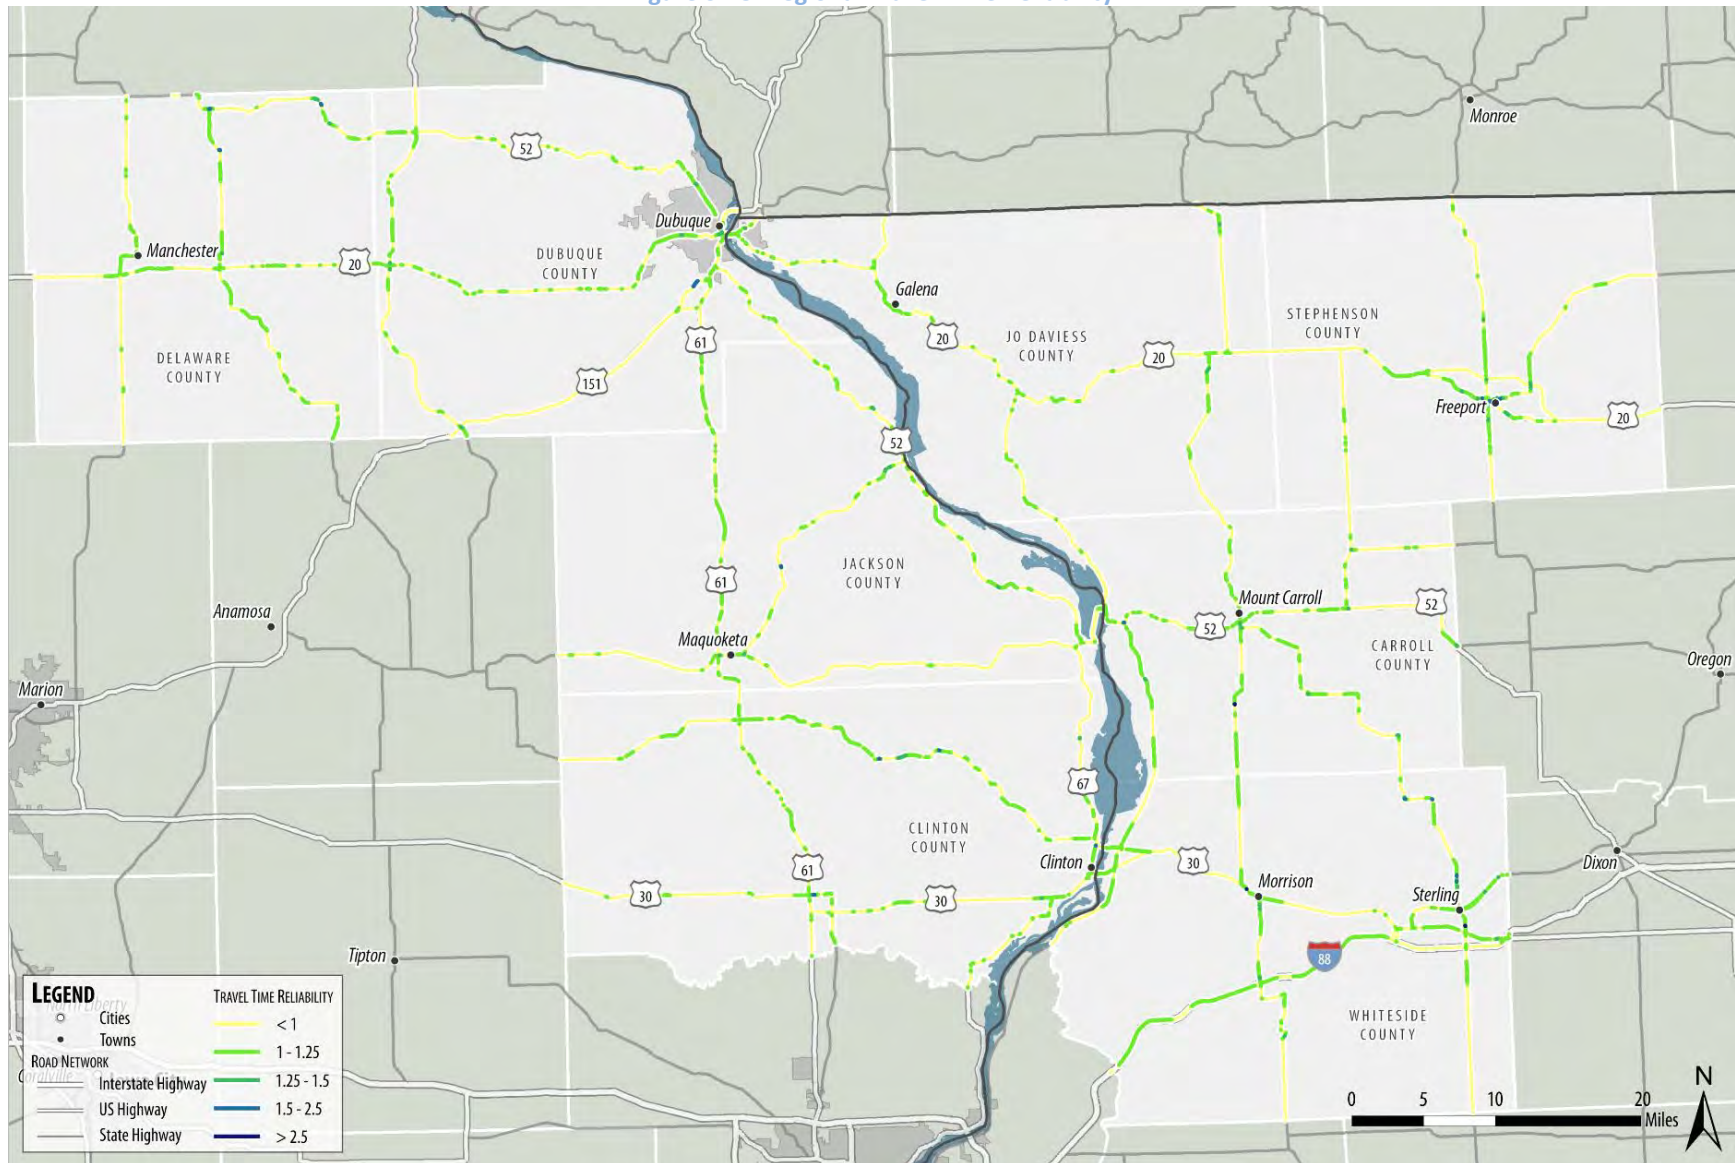 Monroe
52
Dubuque
Manchester
DUBUQUE
COUNTY
20
Galena
STEPHENSON
COUNTY
20
JO DAVIESS
COUNTY
20
61
DELAWARE
COUNTY
151
Freeport
20
52
JACKSON
COUNTY
61
Mount Carroll
52
Anamosa
52
Maquoketa
CARROLL
COUNTY
Oregon
Marion
67
CLINTON
COUNTY
Clinton
30
Dixon
61
Morrison
30
30
Sterling
Tipton
88
WHITESIDE
COUNTY
LEGEND
Cities
Towns
ROAD NETWORK
Interstate Highway
US Highway
State Highway
TRAVEL TIME RELIABILITY
< 1
1 - 1.25
1.25 - 1.5
1.5 - 2.5
> 2.5
N
0 5 10 20
Miles